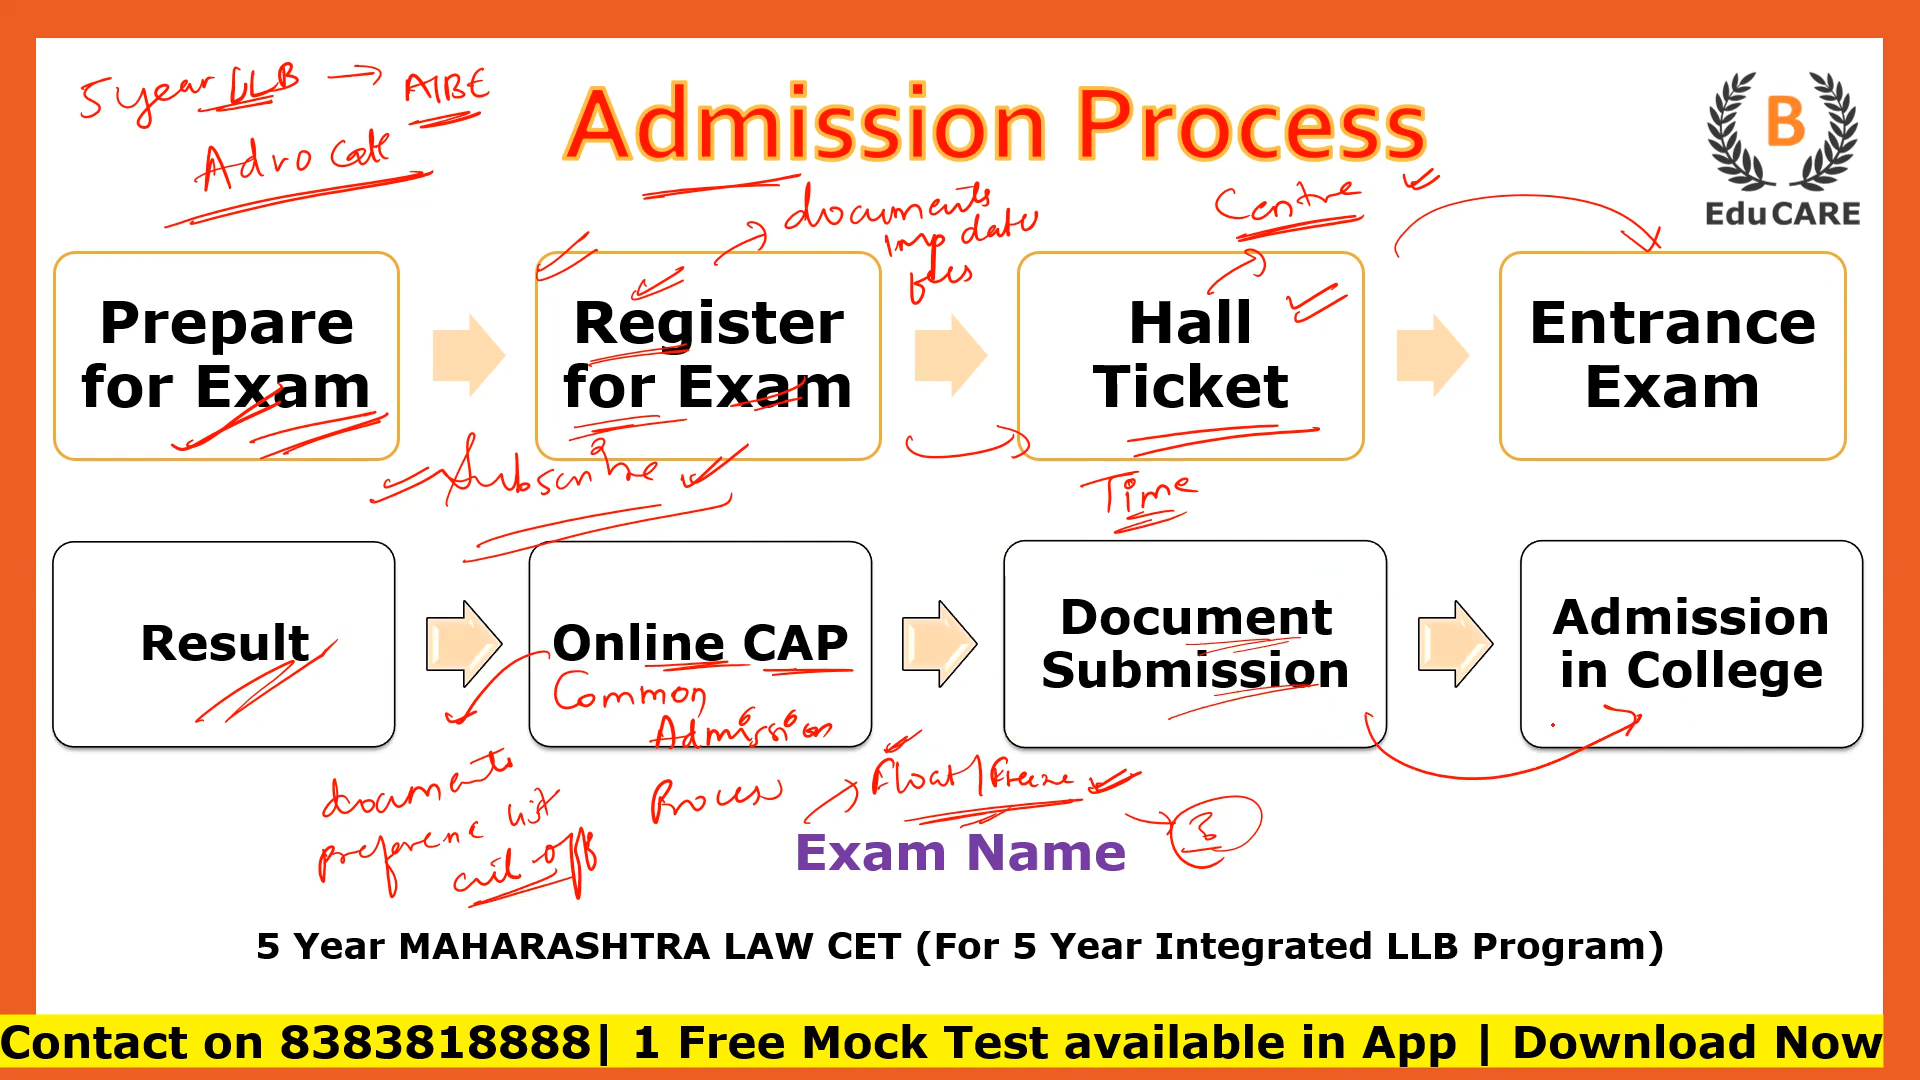 5 year LLB → AIBE
Advocate
Admission Process
B
EduCARE
documents
imp date
fees
Centre
Prepare
for Exam
Register
for Exam
Hall
Ticket
Entrance
Exam
Subscribe
Time
Result
Online CAP
Common
Admission
Process
Document
Submission
Admission
in College
documents
preference list
cut off
Float/Freeze
3
Exam Name
5 Year MAHARASHTRA LAW CET (For 5 Year Integrated LLB Program)
Contact on 8383818888| 1 Free Mock Test available in App | Download Now